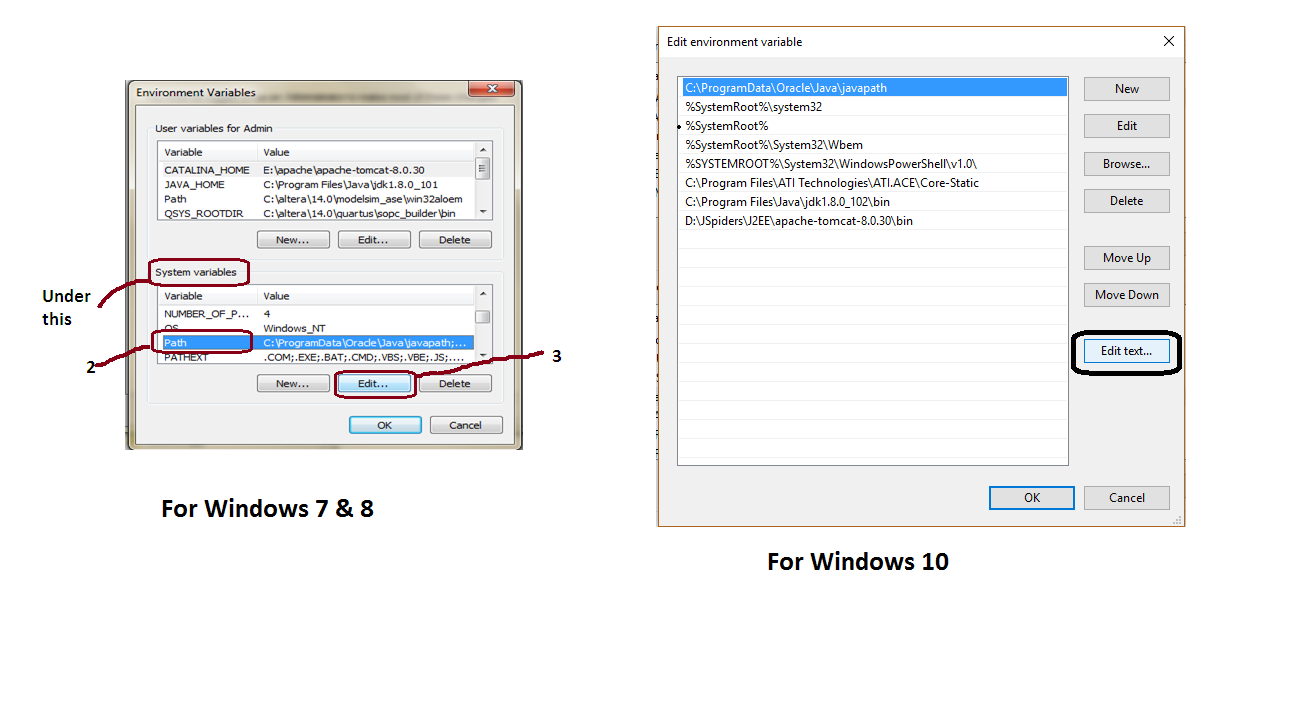 Environment Variables
User variables for Admin
Variable Value
CATALINA_HOME E:\apache\apache-tomcat-8.0.30
JAVA_HOME C:\Program Files\Java\jdk1.8.0_101
Path C:\altera\14.0\modelsim_ase\win32aloem
QSYS_ROOTDIR C:\altera\14.0\quartus\sopc_builder\bin
New... Edit... Delete
System variables
Variable Value
NUMBER_OF_P... 4
OS Windows_NT
Path C:\ProgramData\Oracle\Java\javapath;...
PATHEXT .COM;.EXE;.BAT;.CMD;.VBS;.VBE;.JS;....
New... Edit... Delete
OK Cancel
Under
this
2
3
For Windows 7 & 8
Edit environment variable
C:\ProgramData\Oracle\Java\javapath
%SystemRoot%\system32
%SystemRoot%
%SystemRoot%\System32\Wbem
%SYSTEMROOT%\System32\WindowsPowerShell\v1.0\
C:\Program Files\ATI Technologies\ATI.ACE\Core-Static
C:\Program Files\Java\jdk1.8.0_102\bin
D:\JSpiders\J2EE\apache-tomcat-8.0.30\bin
New
Edit
Browse...
Delete
Move Up
Move Down
Edit text...
OK Cancel
For Windows 10